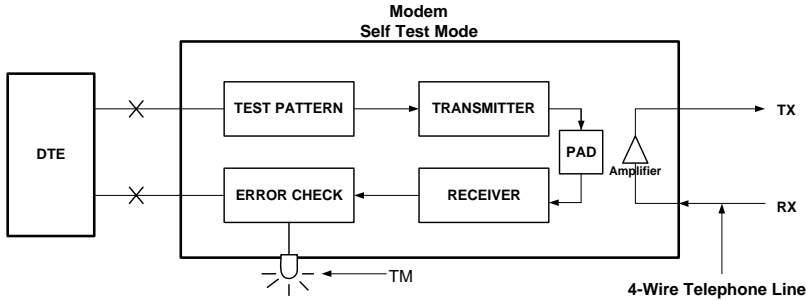 Modem
Self Test Mode
TEST PATTERN
TRANSMITTER
TX
DTE
PAD
Amplifier
ERROR CHECK
RECEIVER
RX
TM
4-Wire Telephone Line